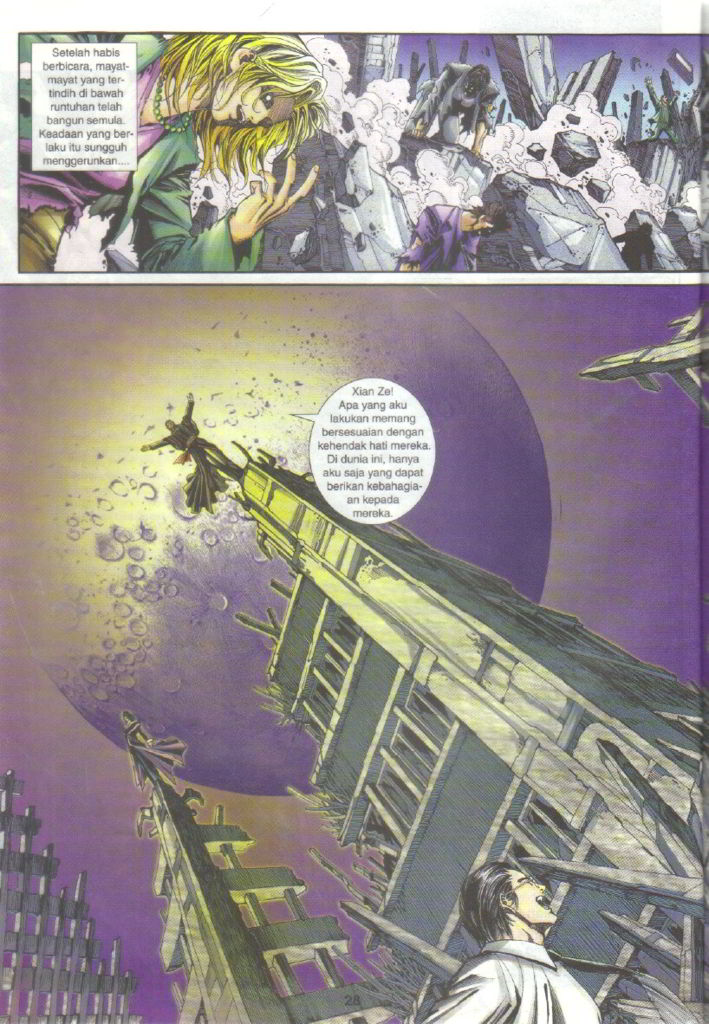 Setelah habis
berbicara, mayat-
mayat yang ter-
tindih di bawah
runtuhan telah
bangun semula.
Keadaan yang ber-
laku itu sungguh
menggerunkan....
Xian Ze!
Apa yang aku
lakukan memang
bersesuaian dengan
kehendak hati mereka.
Di dunia ini, hanya
aku saja yang dapat
berikan kebahagia-
an kepada
mereka.
28